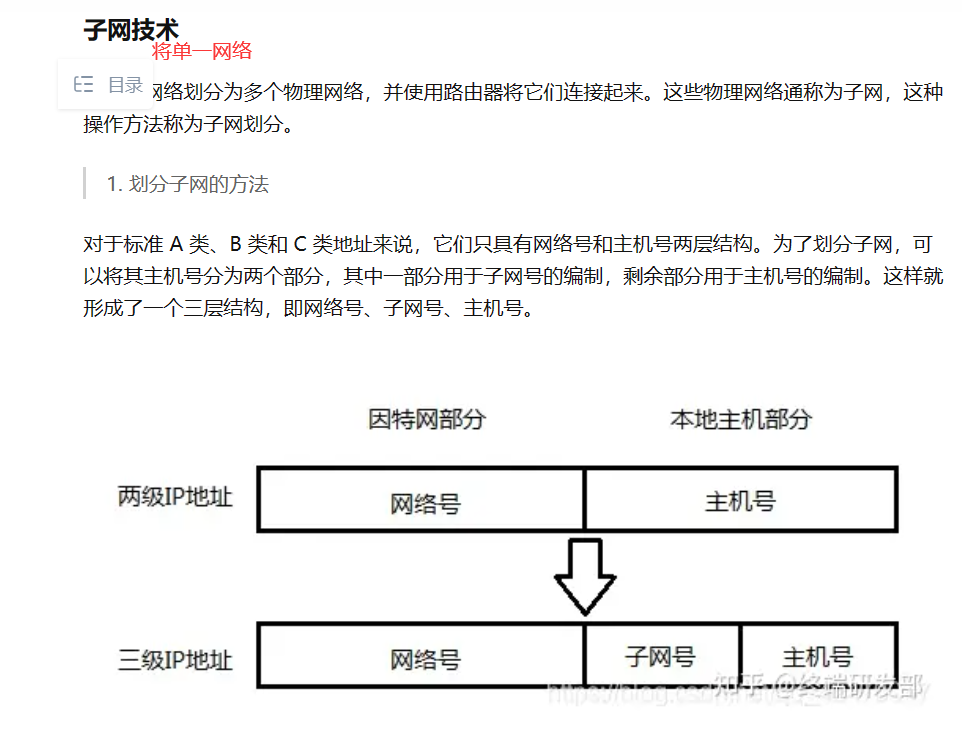 子网技术
将单一网络
目录
网络划分为多个物理网络，并使用路由器将它们连接起来。这些物理网络通称为子网，这种
操作方法称为子网划分。
1. 划分子网的方法
对于标准 A 类、B 类和 C 类地址来说，它们只具有网络号和主机号两层结构。为了划分子网，可
以将其主机号分为两个部分，其中一部分用于子网号的编制，剩余部分用于主机号的编制。这样就
形成了一个三层结构，即网络号、子网号、主机号。
因特网部分 本地主机部分
两级IP地址 网络号 主机号
三级IP地址 网络号 子网号 主机号
知乎 @终端研发部